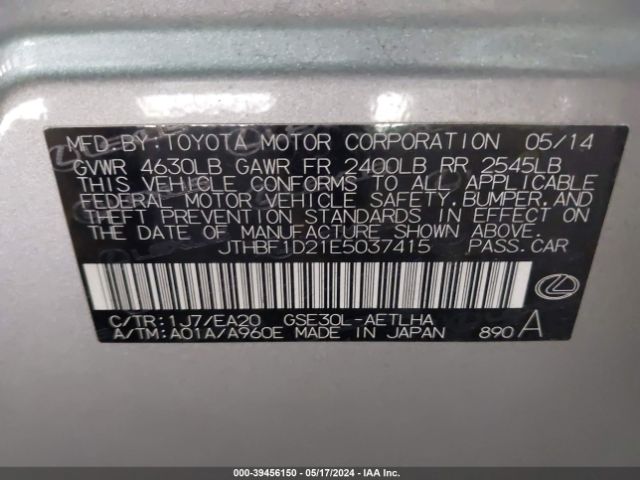 MFD.BY:TOYOTA MOTOR CORPORATION 05/14
GVWR 4630LB GAWR FR 2400LB RR 2545LB
THIS VEHICLE CONFORMS TO ALL APPLICABLE
FEDERAL MOTOR VEHICLE SAFETY,BUMPER,AND
THEFT PREVENTION STANDARDS IN EFFECT ON
THE DATE OF MANUFACTURE SHOWN ABOVE.
JTHBF1D21E5037415 PASS.CAR
C/TR:1J7/EA20 GSE30L-AETLHA
A/TM:A01A/A960E MADE IN JAPAN 890 A
000-39456150 - 05/17/2024 - IAAI.COM